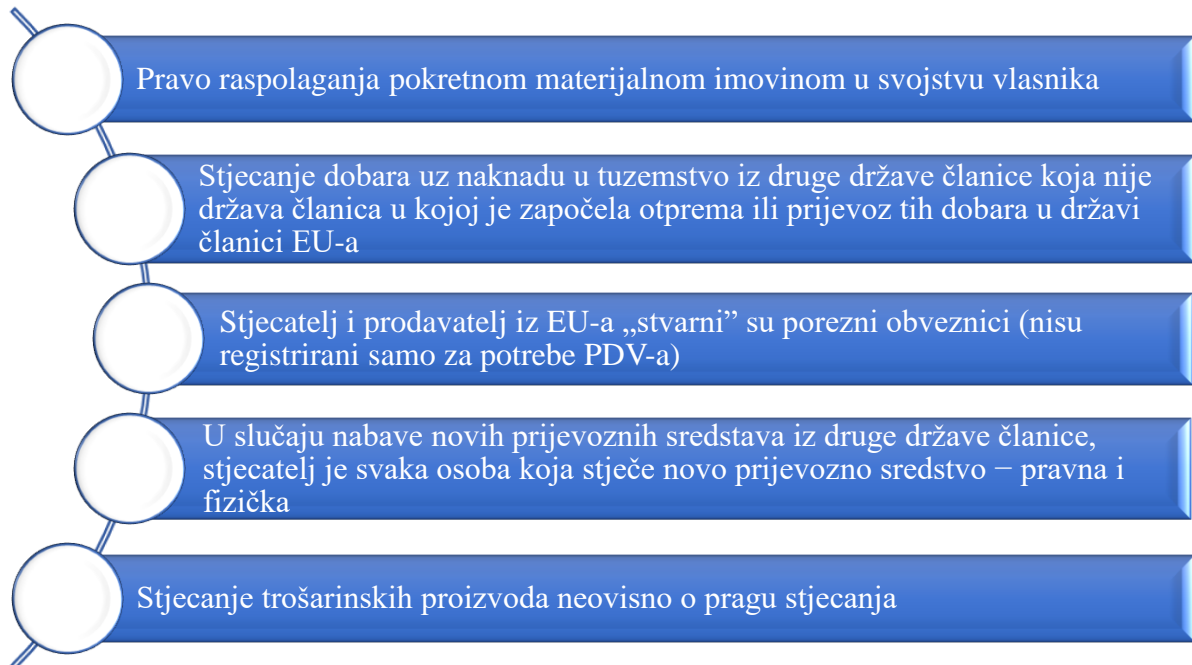 Pravo raspolaganja pokretnom materijalnom imovinom u svojstvu vlasnika
Stjecanje dobara uz naknadu u tuzemstvo iz druge države članice koja nije
država članica u kojoj je započela otprema ili prijevoz tih dobara u državi
članici EU-a
Stjecatelj i prodavatelj iz EU-a „stvarni” su porezni obveznici (nisu
registrirani samo za potrebe PDV-a)
U slučaju nabave novih prijevoznih sredstava iz druge države članice,
stjecatelj je svaka osoba koja stječe novo prijevozno sredstvo − pravna i
fizička
Stjecanje trošarinskih proizvoda neovisno o pragu stjecanja